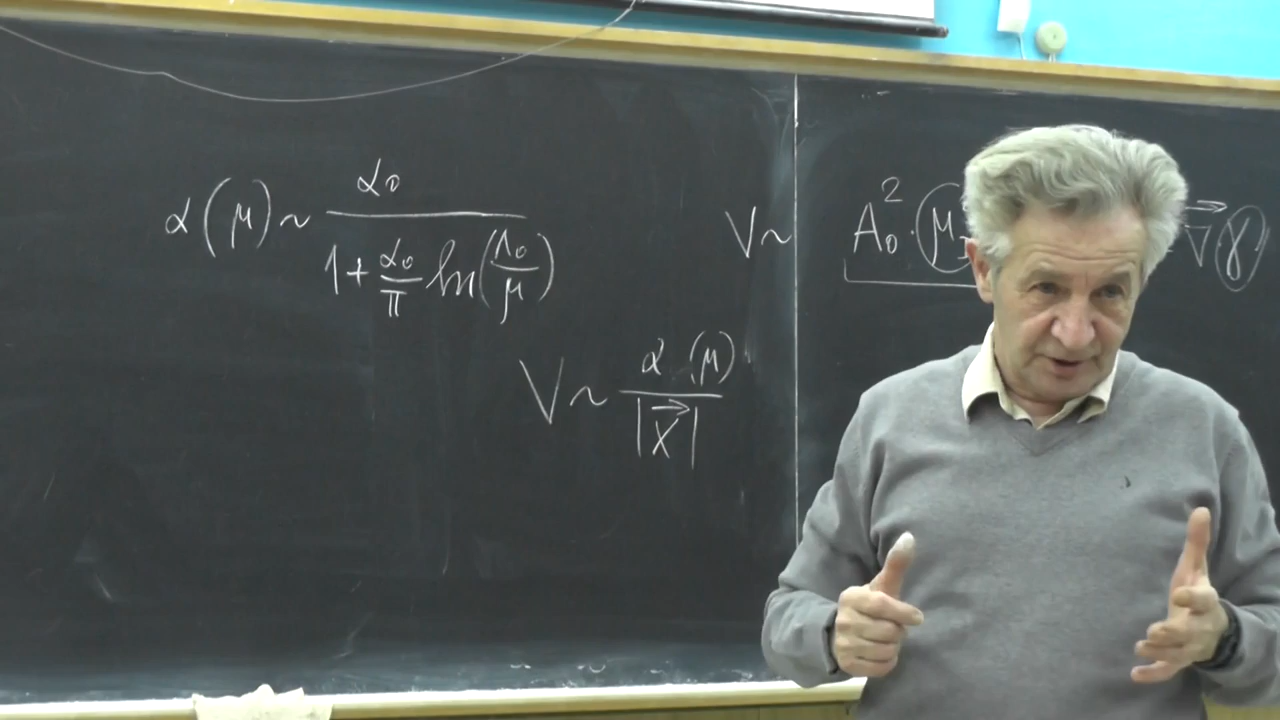 α(μ) ~ α₀ / (1 + α₀/π ln(Λ₀/μ))
V ~ α(μ) / |x⃗|
V ~ A₀² · (μ
∇⃗ γ